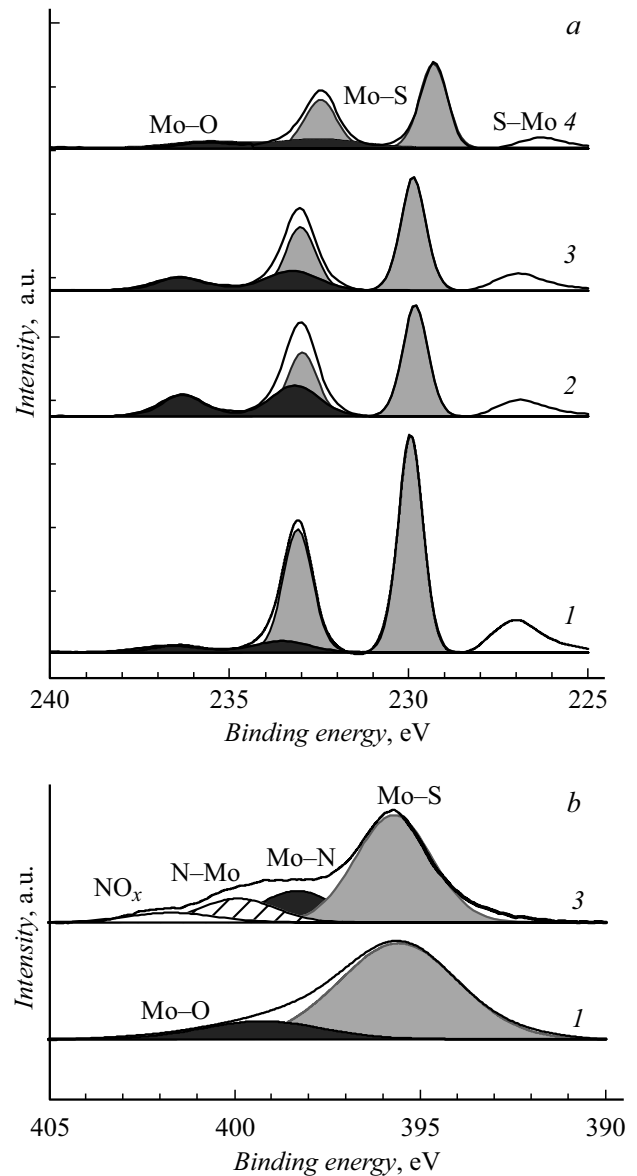 a
Mo–S
Mo–O
S–Mo 4
3
2
1
Intensity, a.u.
240 235 230 225
Binding energy, eV
b
Mo–S
Mo–N
N–Mo
NOx
3
Mo–O
1
Intensity, a.u.
405 400 395 390
Binding energy, eV